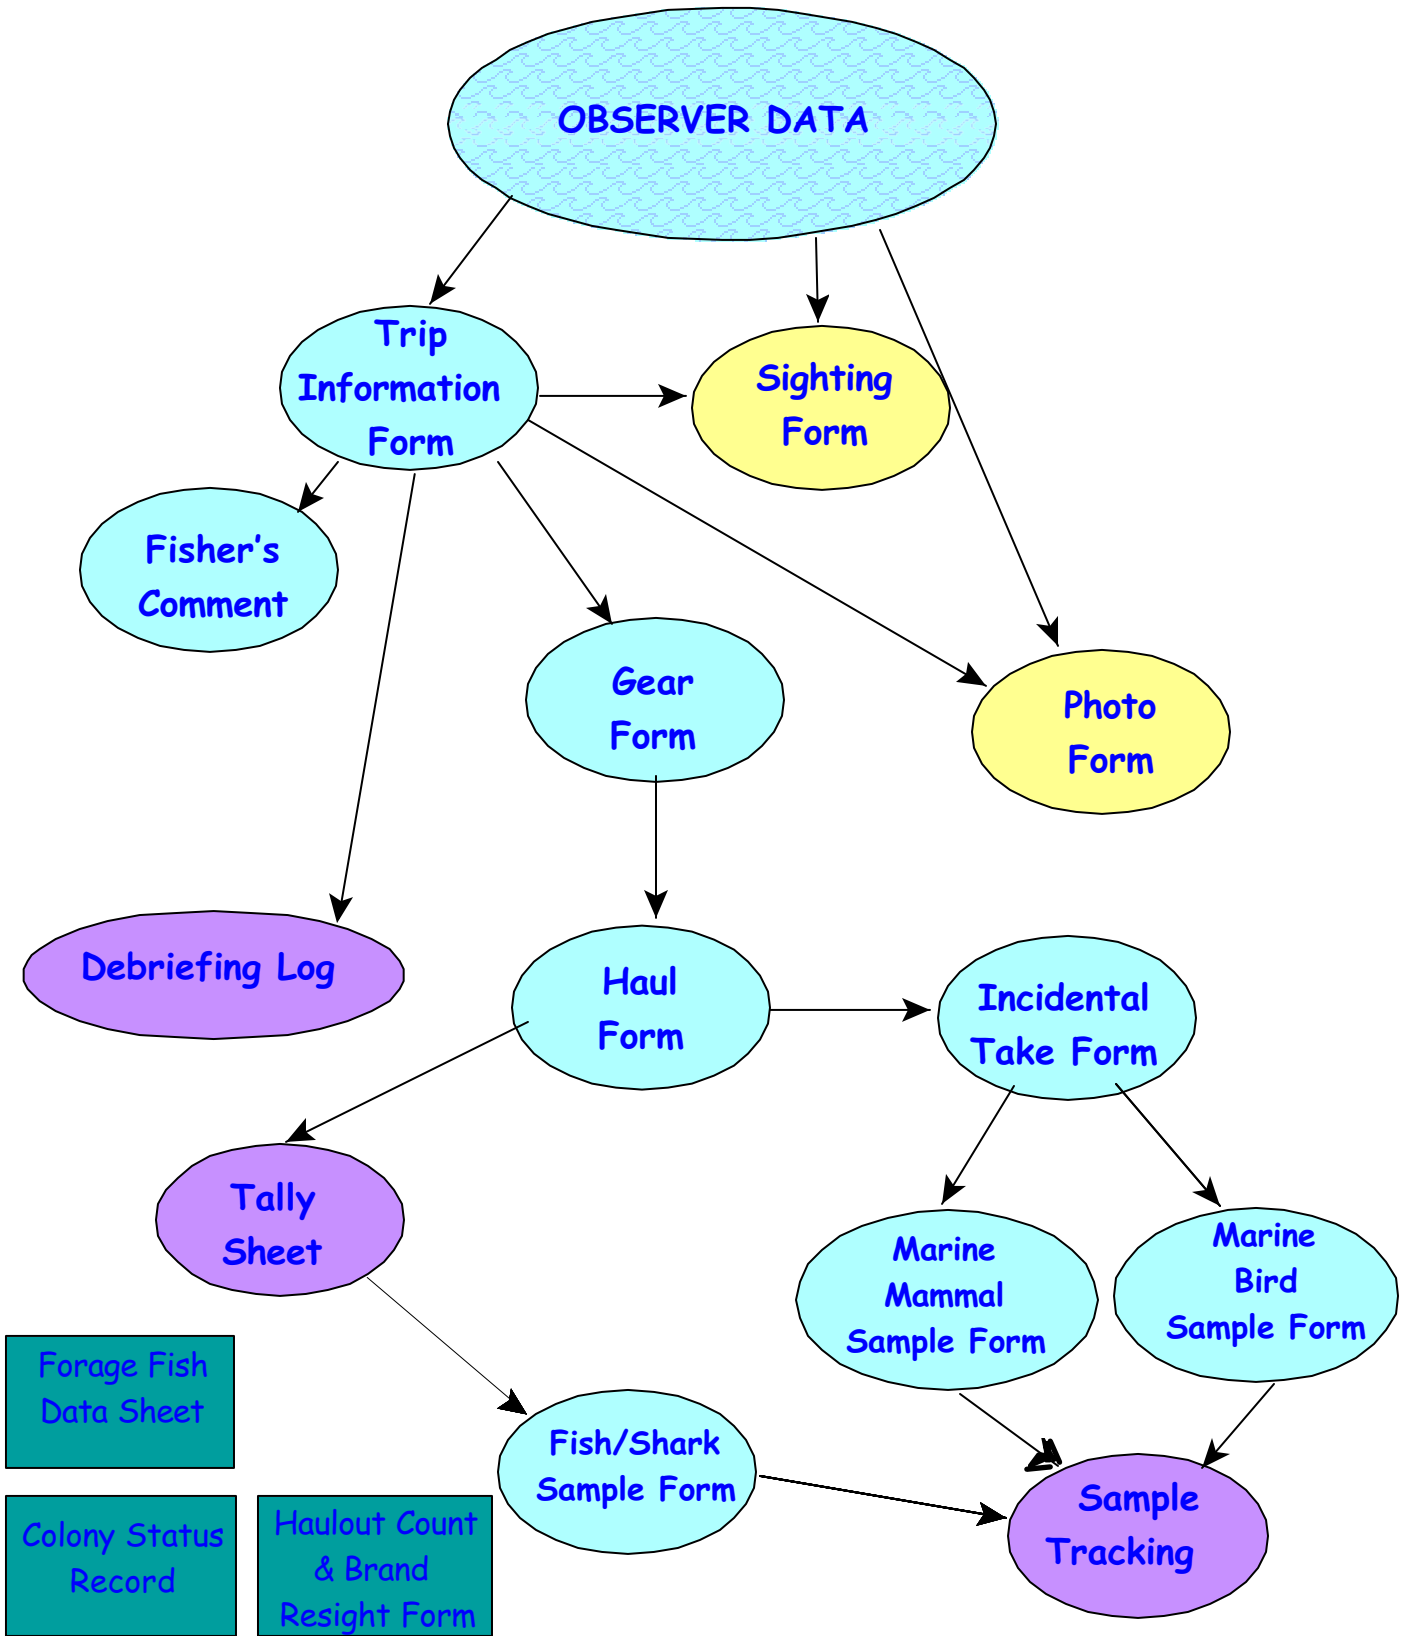 OBSERVER DATA
Trip
Information
Form
Sighting
Form
Fisher's
Comment
Gear
Form
Photo
Form
Debriefing Log
Haul
Form
Incidental
Take Form
Tally
Sheet
Marine
Mammal
Sample Form
Marine
Bird
Sample Form
Forage Fish
Data Sheet
Fish/Shark
Sample Form
Sample
Tracking
Colony Status
Record
Haulout Count
& Brand
Resight Form